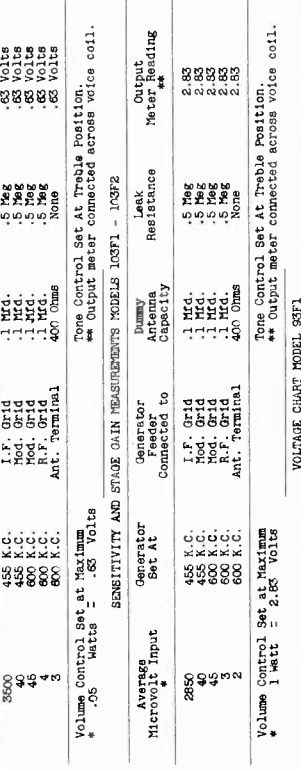 3500 455 K.C. I.F. Grid .1 Mfd. .5 Meg .63 Volts
40 455 K.C. Mod. Grid .1 Mfd. .5 Meg .63 Volts
45 600 K.C. Mod. Grid .1 Mfd. .5 Meg .63 Volts
4 600 K.C. R.F. Grid .1 Mfd. .5 Meg .63 Volts
3 600 K.C. Ant. Terminal 400 Ohms None .63 Volts
Volume Control Set at Maximum Tone Control Set At Treble Position.
* .05 Watts = .63 Volts ** Output meter connected across voice coil.
SENSITIVITY AND STAGE GAIN MEASUREMENTS MODELS 103F1 - 103F2
Average Generator Generator Dummy Leak Output
Microvolt Input Set At Feeder Antenna Resistance Meter Reading
* Connected to Capacity **
2850 455 K.C. I.F. Grid .1 Mfd. .5 Meg 2.83
40 455 K.C. Mod. Grid .1 Mfd. .5 Meg 2.83
45 600 K.C. Mod. Grid .1 Mfd. .5 Meg 2.83
3 600 K.C. R.F. Grid .1 Mfd. .5 Meg 2.83
2 600 K.C. Ant. Terminal 400 Ohms None 2.83
Volume Control Set at Maximum Tone Control Set At Treble Position.
* 1 Watt = 2.83 Volts ** Output meter connected across voice coil.
VOLTAGE CHART MODEL 93F1